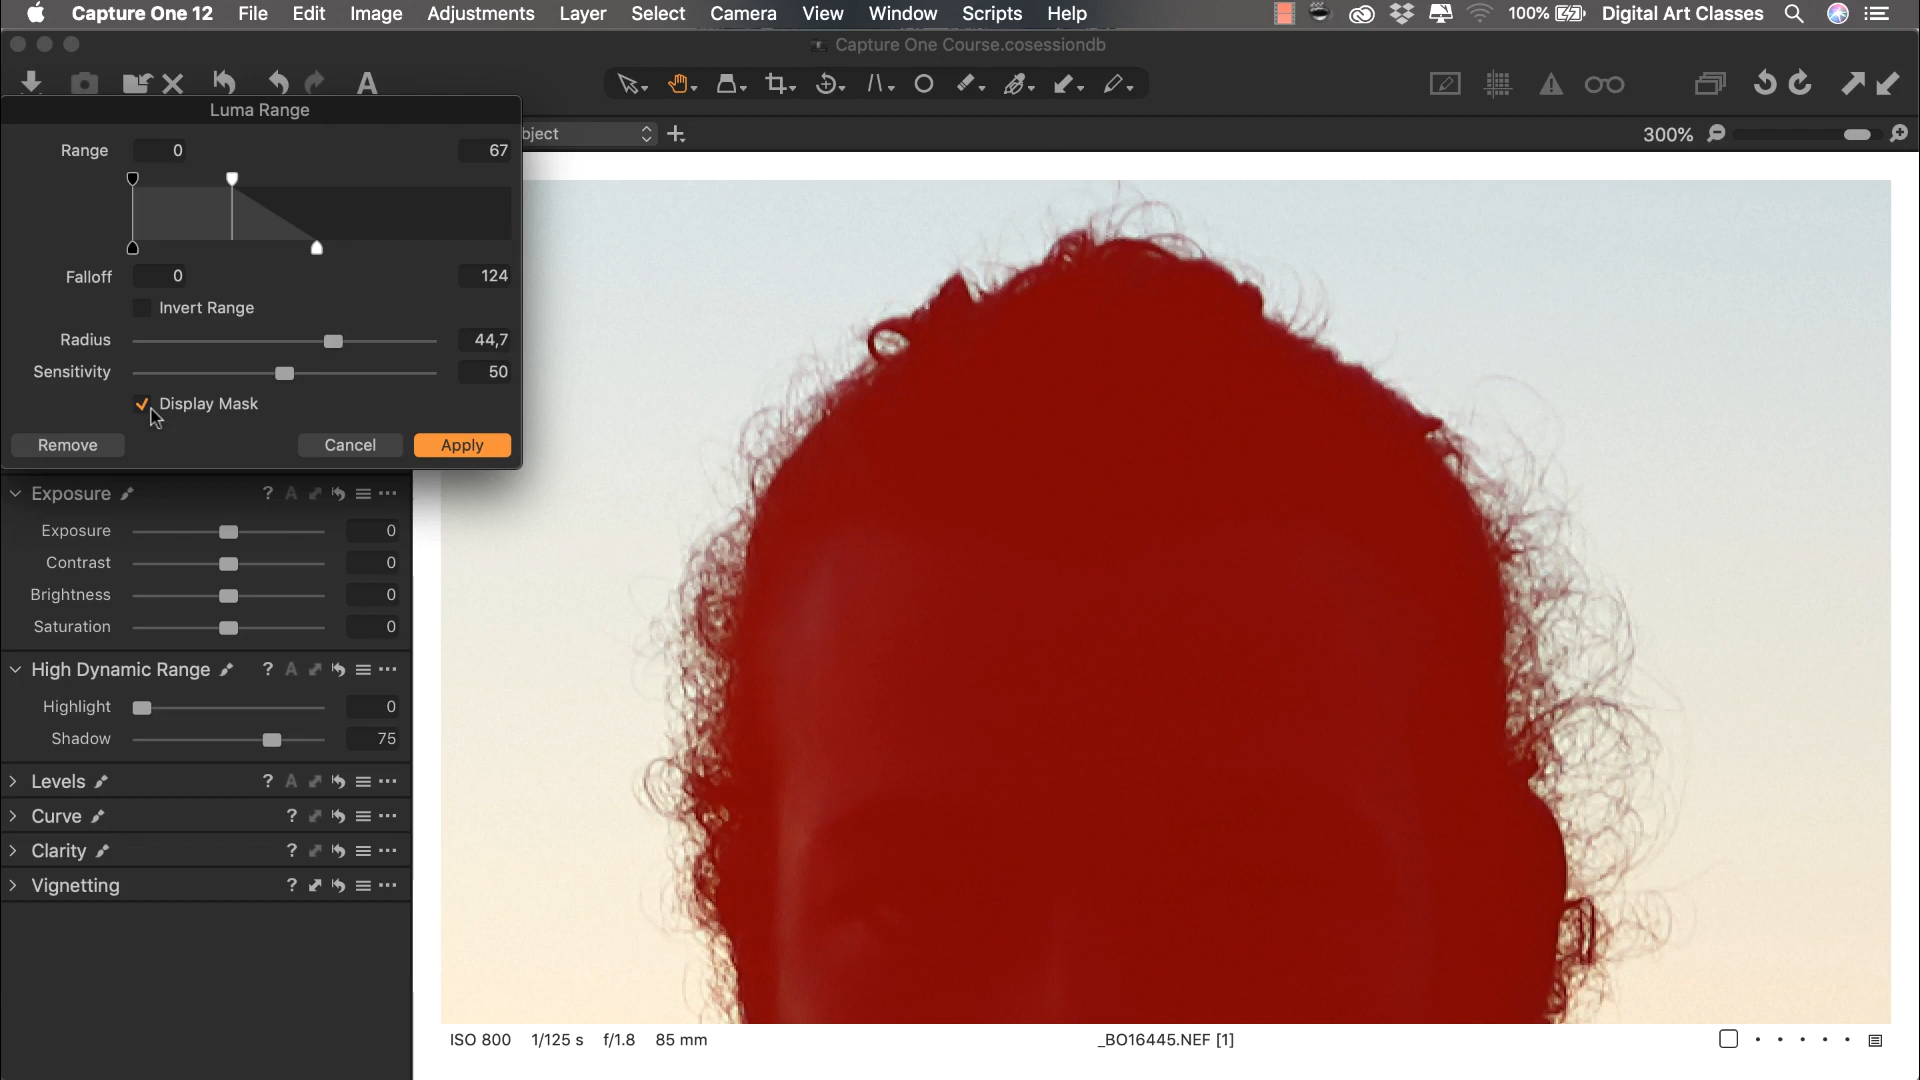 Capture One 12 File Edit Image Adjustments Layer Select Camera View Window Scripts Help 100% Digital Art Classes
Capture One Course.cosessiondb
A
Luma Range
bject
300%
Range 0 67
Falloff 0 124
Invert Range
Radius 44,7
Sensitivity 50
Display Mask
Remove Cancel Apply
Exposure ? A
Exposure 0
Contrast 0
Brightness 0
Saturation 0
High Dynamic Range ? A
Highlight 0
Shadow 75
Levels ? A
Curve ?
Clarity ?
Vignetting ?
ISO 800 1/125 s f/1.8 85 mm _BO16445.NEF [1]